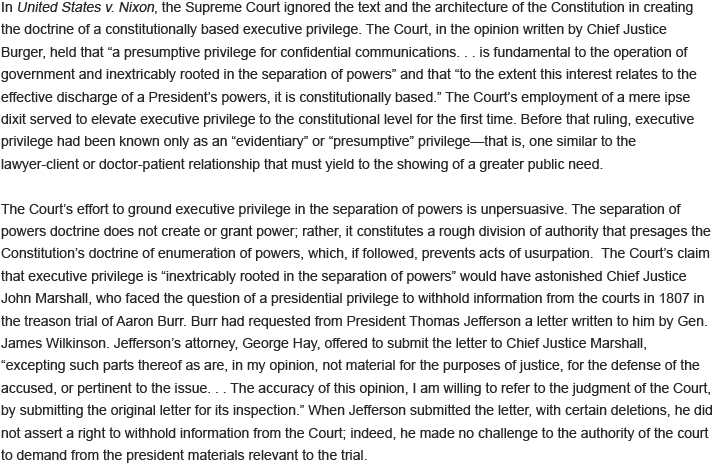 In United States v. Nixon, the Supreme Court ignored the text and the architecture of the Constitution in creating
the doctrine of a constitutionally based executive privilege. The Court, in the opinion written by Chief Justice
Burger, held that “a presumptive privilege for confidential communications. . . is fundamental to the operation of
government and inextricably rooted in the separation of powers” and that “to the extent this interest relates to the
effective discharge of a President’s powers, it is constitutionally based.” The Court’s employment of a mere ipse
dixit served to elevate executive privilege to the constitutional level for the first time. Before that ruling, executive
privilege had been known only as an “evidentiary” or “presumptive” privilege—that is, one similar to the
lawyer-client or doctor-patient relationship that must yield to the showing of a greater public need.

The Court’s effort to ground executive privilege in the separation of powers is unpersuasive. The separation of
powers doctrine does not create or grant power; rather, it constitutes a rough division of authority that presages the
Constitution’s doctrine of enumeration of powers, which, if followed, prevents acts of usurpation.  The Court’s claim
that executive privilege is “inextricably rooted in the separation of powers” would have astonished Chief Justice
John Marshall, who faced the question of a presidential privilege to withhold information from the courts in 1807 in
the treason trial of Aaron Burr. Burr had requested from President Thomas Jefferson a letter written to him by Gen.
James Wilkinson. Jefferson’s attorney, George Hay, offered to submit the letter to Chief Justice Marshall,
“excepting such parts thereof as are, in my opinion, not material for the purposes of justice, for the defense of the
accused, or pertinent to the issue. . . The accuracy of this opinion, I am willing to refer to the judgment of the Court,
by submitting the original letter for its inspection.” When Jefferson submitted the letter, with certain deletions, he did
not assert a right to withhold information from the Court; indeed, he made no challenge to the authority of the court
to demand from the president materials relevant to the trial.